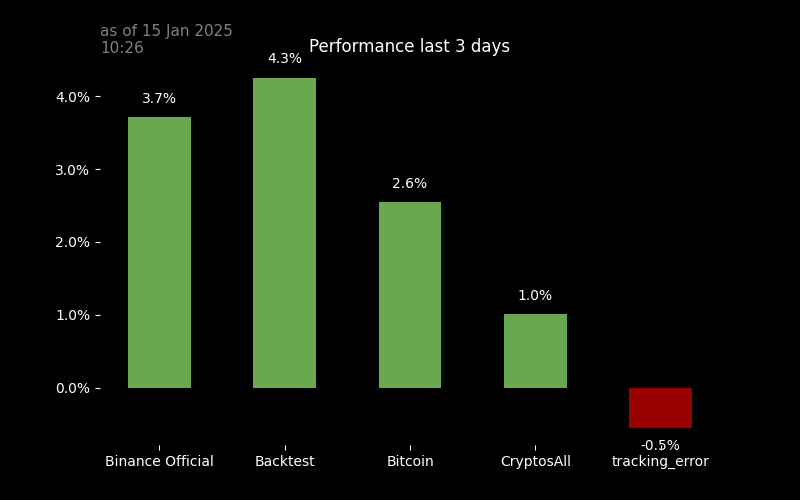 as of 15 Jan 2025
10:26
Performance last 3 days
4.3%
4.0%
3.7%
3.0%
2.6%
2.0%
1.0%
1.0%
0.0%
-0.5%
Binance Official
Backtest
Bitcoin
CryptosAll
tracking_error